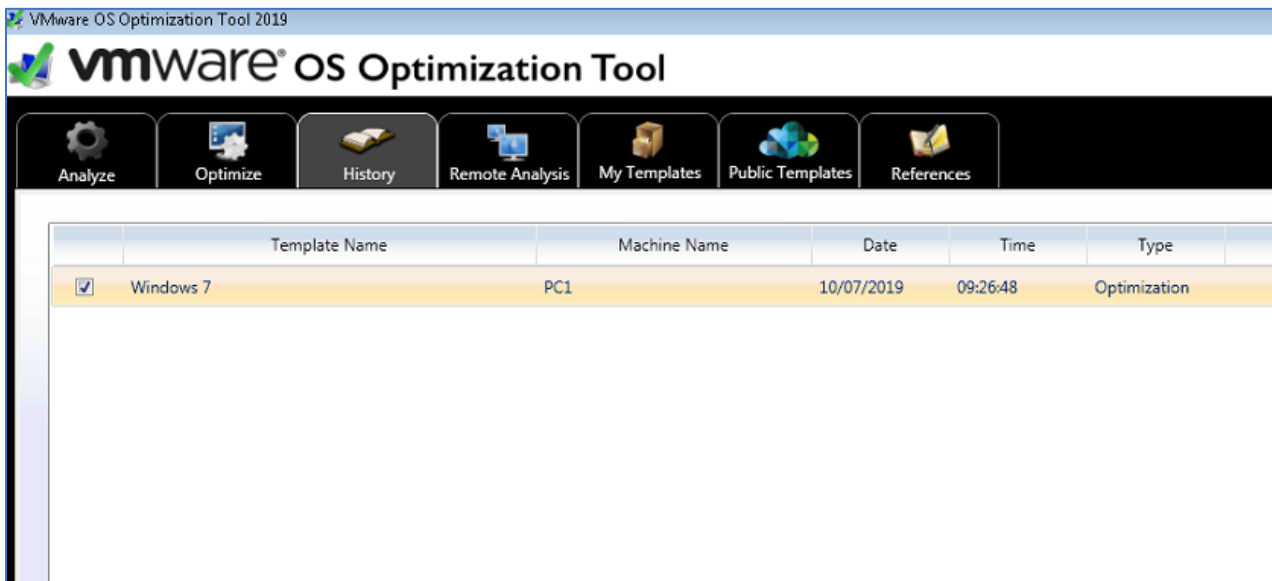 VMware OS Optimization Tool 2019
vmware® OS Optimization Tool
Analyze Optimize History Remote Analysis My Templates Public Templates References
Template Name Machine Name Date Time Type
Windows 7 PC1 10/07/2019 09:26:48 Optimization